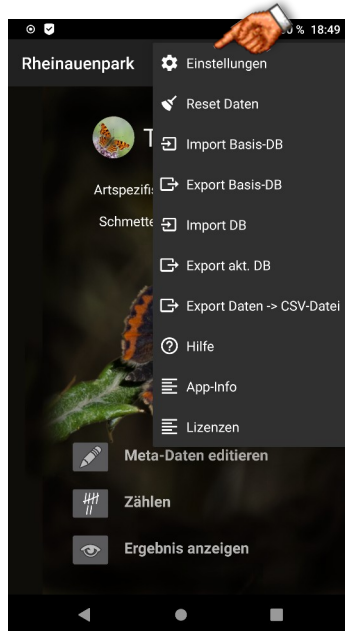 % 18:49
Rheinauenpark
Einstellungen
Reset Daten
T
Import Basis-DB
Artspezifis
Export Basis-DB
Schmette
Import DB
Export akt. DB
Export Daten -> CSV-Datei
Hilfe
App-Info
Lizenzen
Meta-Daten editieren
Zählen
Ergebnis anzeigen